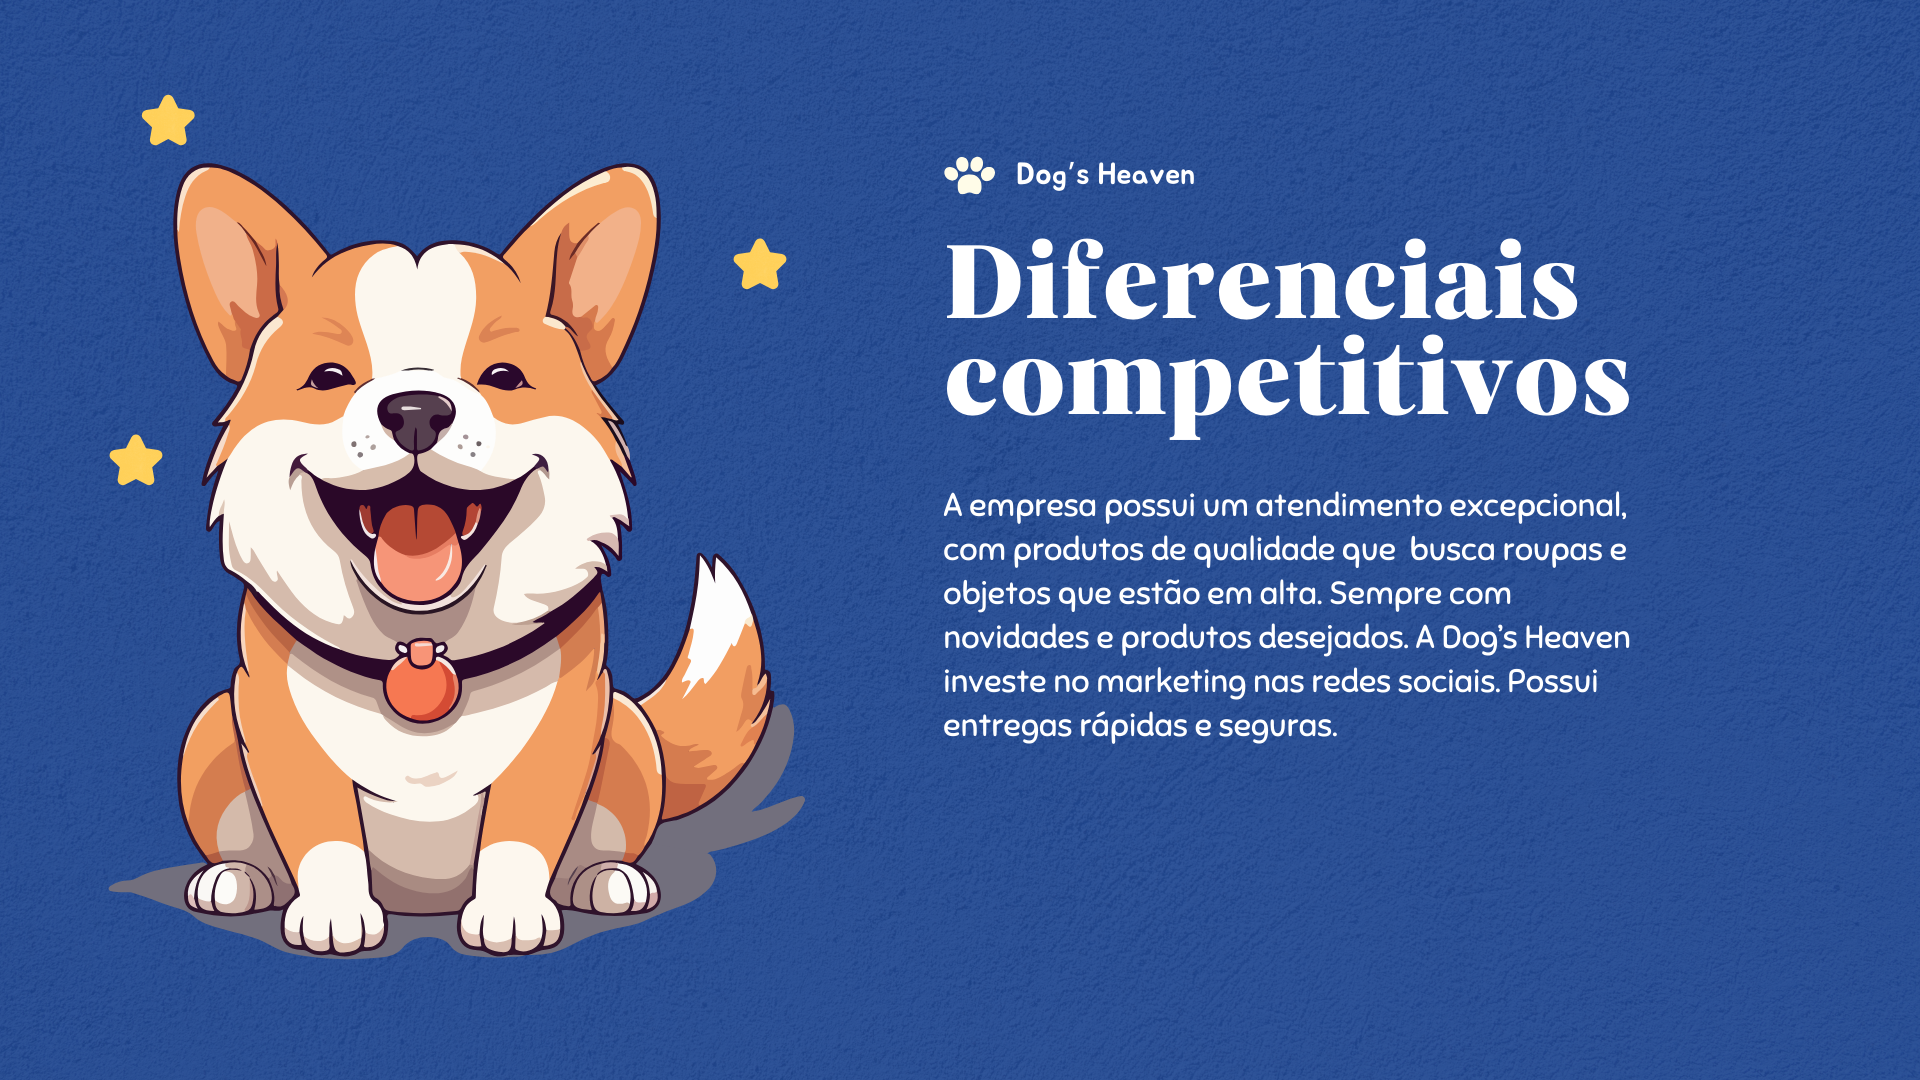 Dog's Heaven
Diferenciais
competitivos
A empresa possui um atendimento excepcional,
com produtos de qualidade que  busca roupas e
objetos que estão em alta. Sempre com
novidades e produtos desejados. A Dog's Heaven
investe no marketing nas redes sociais. Possui
entregas rápidas e seguras.